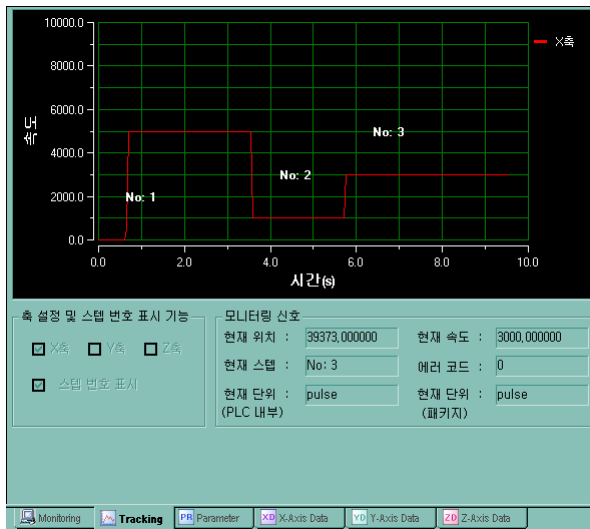 10000.0
X축
8000.0
6000.0
속도
No: 3
4000.0
No: 2
No: 1
2000.0
0.0
0.0 2.0 4.0 6.0 8.0 10.0
시간(s)
축 설정 및 스텝 번호 표시 기능
X축 Y축 Z축
스텝 번호 표시
모니터링 신호
현재 위치 : 39373,000000 현재 속도 : 3000,000000
현재 스텝 : No: 3 에러 코드 : 0
현재 단위 : pulse 현재 단위 : pulse
(PLC 내부) (패키지)
Monitoring Tracking PR Parameter XD X-Axis Data YD Y-Axis Data ZD Z-Axis Data